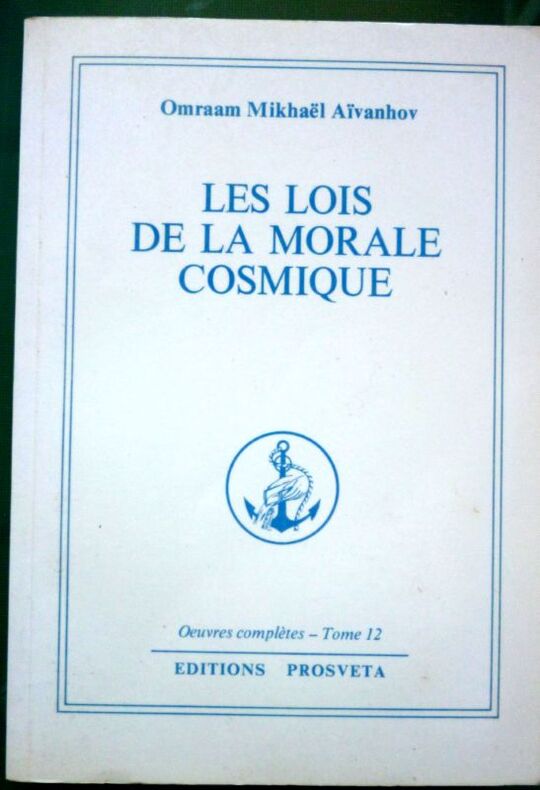 Omraam Mikhaël Aïvanhov
LES LOIS
DE LA MORALE
COSMIQUE
Oeuvres complètes – Tome 12
EDITIONS PROSVETA